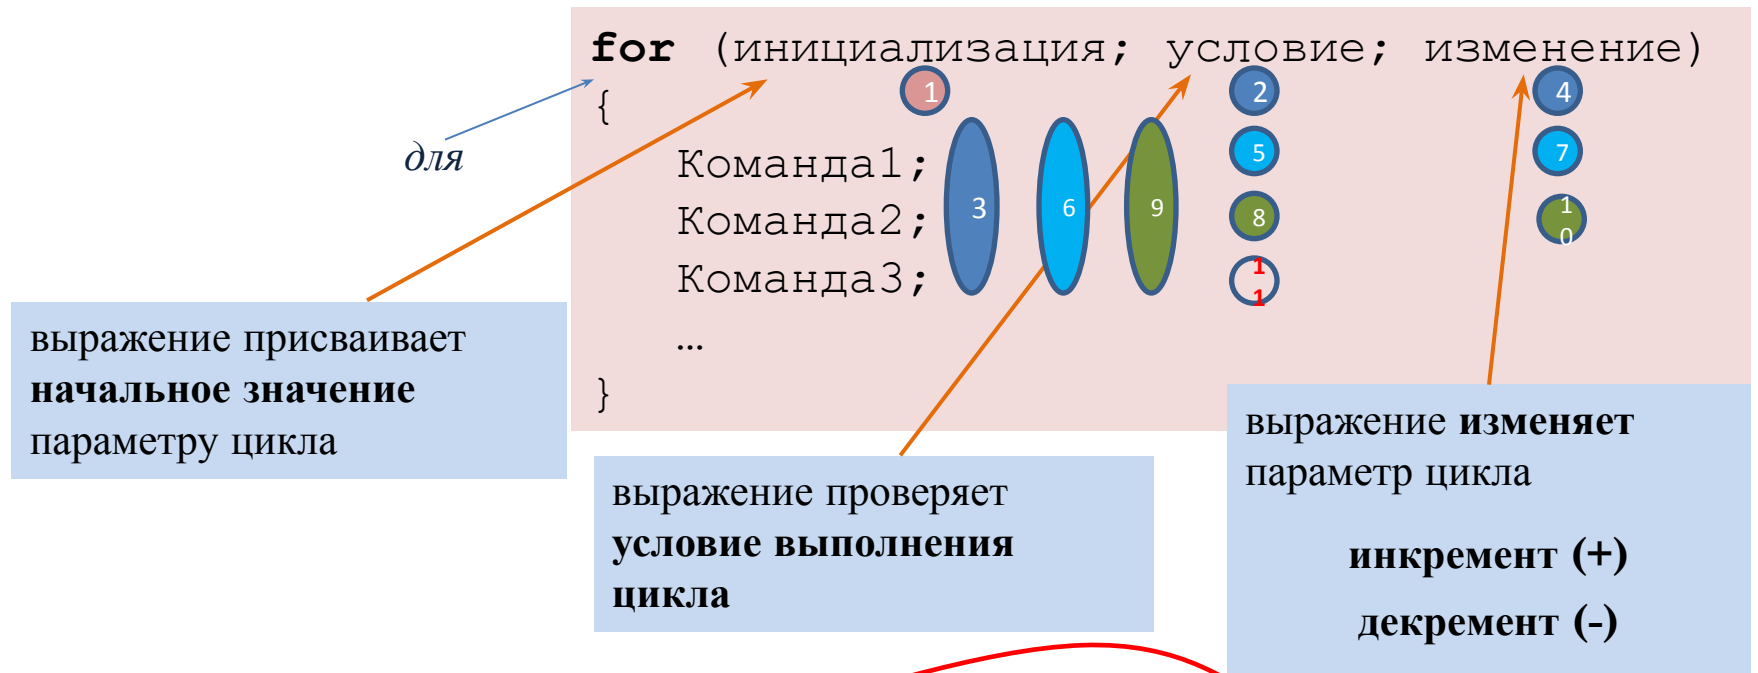 for (инициализация; условие; изменение)
1 2 4
{
для
Команда1;
5 7
Команда2;
3 6 9 8 10
Команда3;
11
…
}
выражение присваивает
начальное значение
параметру цикла
выражение проверяет
условие выполнения
цикла
выражение изменяет
параметр цикла
инкремент (+)
декремент (-)